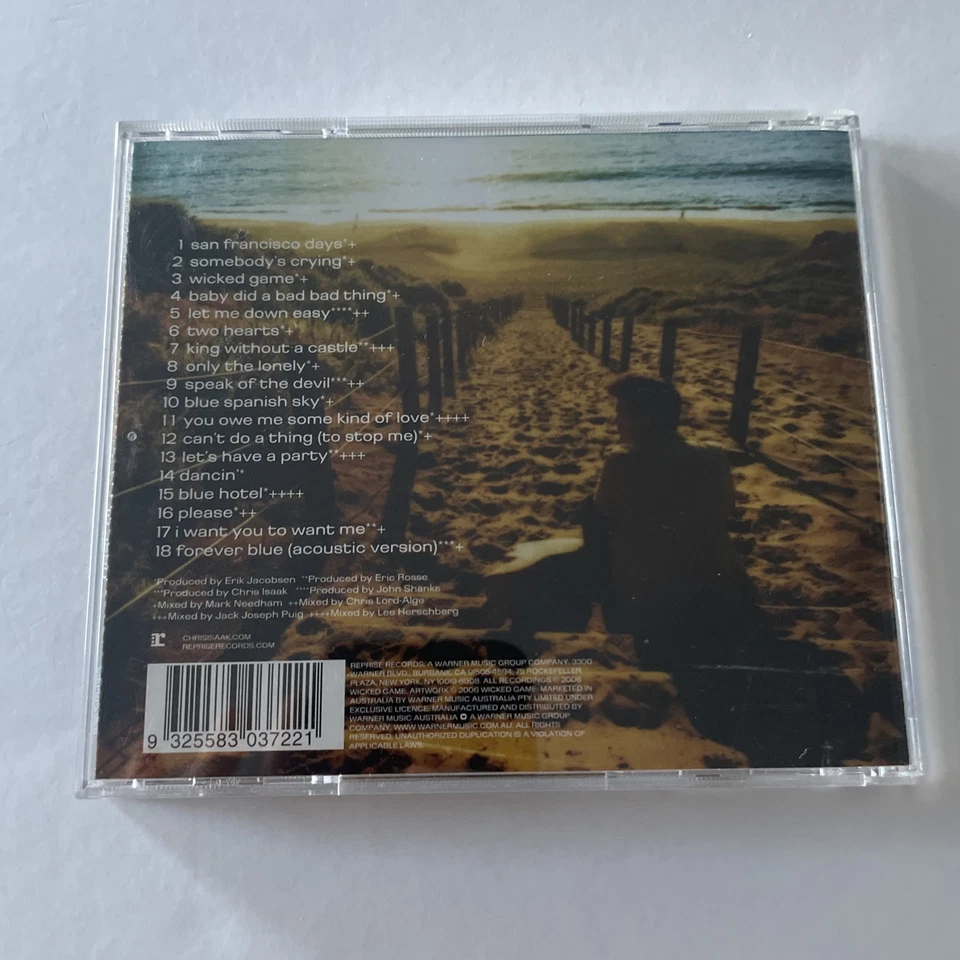 1 san francisco days*+
2 somebody's crying*+
3 wicked game*+
4 baby did a bad bad thing*+
5 let me down easy****++
6 two hearts*+
7 king without a castle**+++
8 only the lonely*+
9 speak of the devil***++
10 blue spanish sky*+
11 you owe me some kind of love*++++
12 can't do a thing (to stop me)*+
13 let's have a party**+++
14 dancin'*
15 blue hotel*++++
16 please*++
17 i want you to want me**+
18 forever blue (acoustic version)***+
*Produced by Erik Jacobsen **Produced by Eric Rosse
***Produced by Chris Isaak ****Produced by John Shanks
+Mixed by Mark Needham ++Mixed by Chris Lord-Alge
+++Mixed by Jack Joseph Puig ++++Mixed by Lee Herschberg
r CHRISISAAK.COM
REPRISERECORDS.COM
REPRISE RECORDS, A WARNER MUSIC GROUP COMPANY, 3300
WARNER BLVD., BURBANK, CA 91505-4694, 75 ROCKEFELLER
PLAZA, NEW YORK, NY 10019-6908. ALL RECORDINGS ℗ 2006
WICKED GAME. ARTWORK © 2006 WICKED GAME. MARKETED IN
AUSTRALIA BY WARNER MUSIC AUSTRALIA PTY LIMITED UNDER
EXCLUSIVE LICENCE. MANUFACTURED AND DISTRIBUTED BY
WARNER MUSIC AUSTRALIA A WARNER MUSIC GROUP
COMPANY. WWW.WARNERMUSIC.COM.AU ALL RIGHTS
RESERVED. UNAUTHORIZED DUPLICATION IS A VIOLATION OF
APPLICABLE LAWS.
9 325583 037221